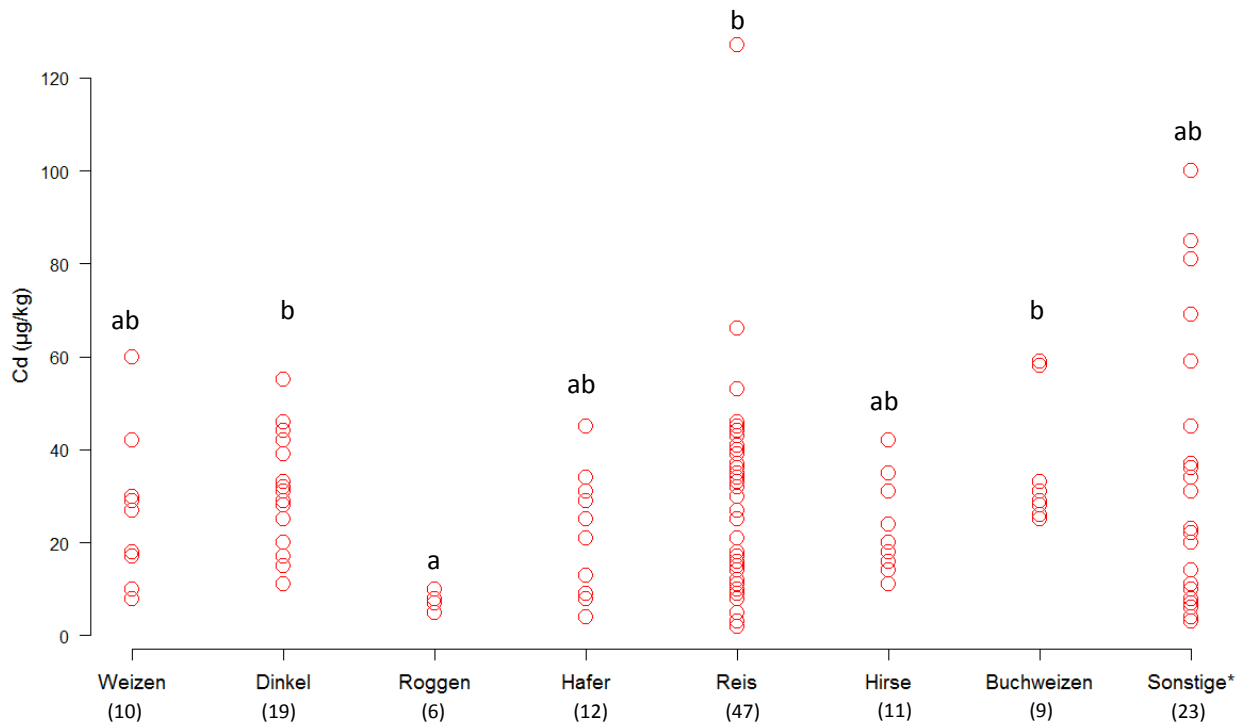 b
120
ab
100
80
Cd (µg/kg)
ab
b
b
60
ab
ab
40
20
a
0
Weizen Dinkel Roggen Hafer Reis Hirse Buchweizen Sonstige*
(10) (19) (6) (12) (47) (11) (9) (23)